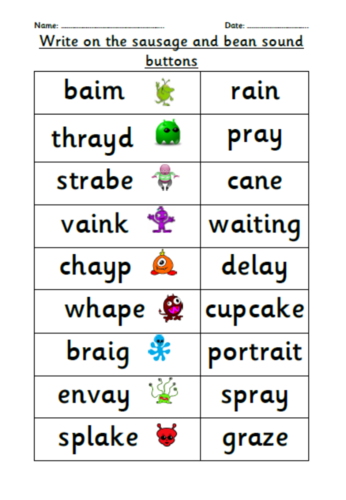 Name: .......................................... Date: ..........................
Write on the sausage and bean sound
buttons
baim rain
thrayd pray
strabe cane
vaink waiting
chayp delay
whape cupcake
braig portrait
envay spray
splake graze